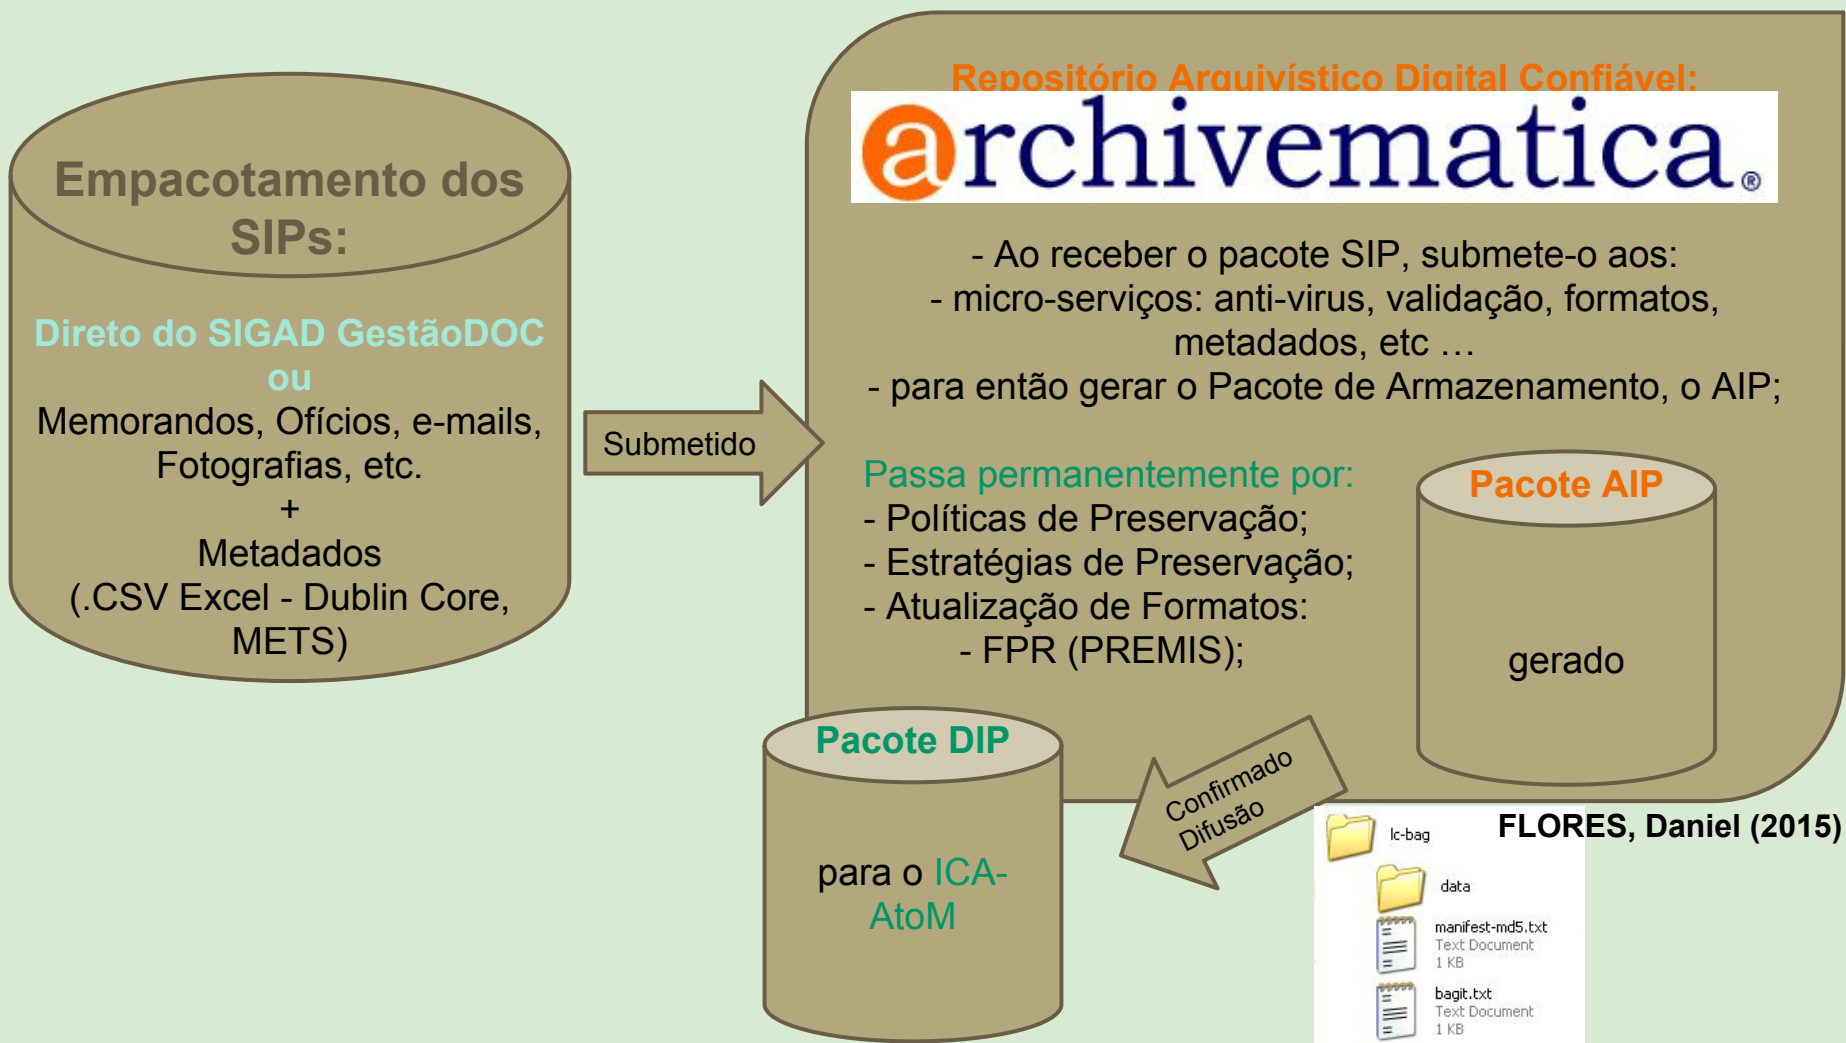 Empacotamento dos
SIPs:
Direto do SIGAD GestãoDOC
ou
Memorandos, Ofícios, e-mails,
Fotografias, etc.
+
Metadados
(.CSV Excel - Dublin Core,
METS)
Submetido
Repositório Arquivístico Digital Confiável:
archivematica®
- Ao receber o pacote SIP, submete-o aos:
- micro-serviços: anti-virus, validação, formatos,
metadados, etc …
- para então gerar o Pacote de Armazenamento, o AIP;
Passa permanentemente por:
- Políticas de Preservação;
- Estratégias de Preservação;
- Atualização de Formatos:
- FPR (PREMIS);
Pacote AIP
gerado
Confirmado
Difusão
Pacote DIP
para o ICA-
AtoM
FLORES, Daniel (2015)
lc-bag
data
manifest-md5.txt
Text Document
1 KB
bagit.txt
Text Document
1 KB